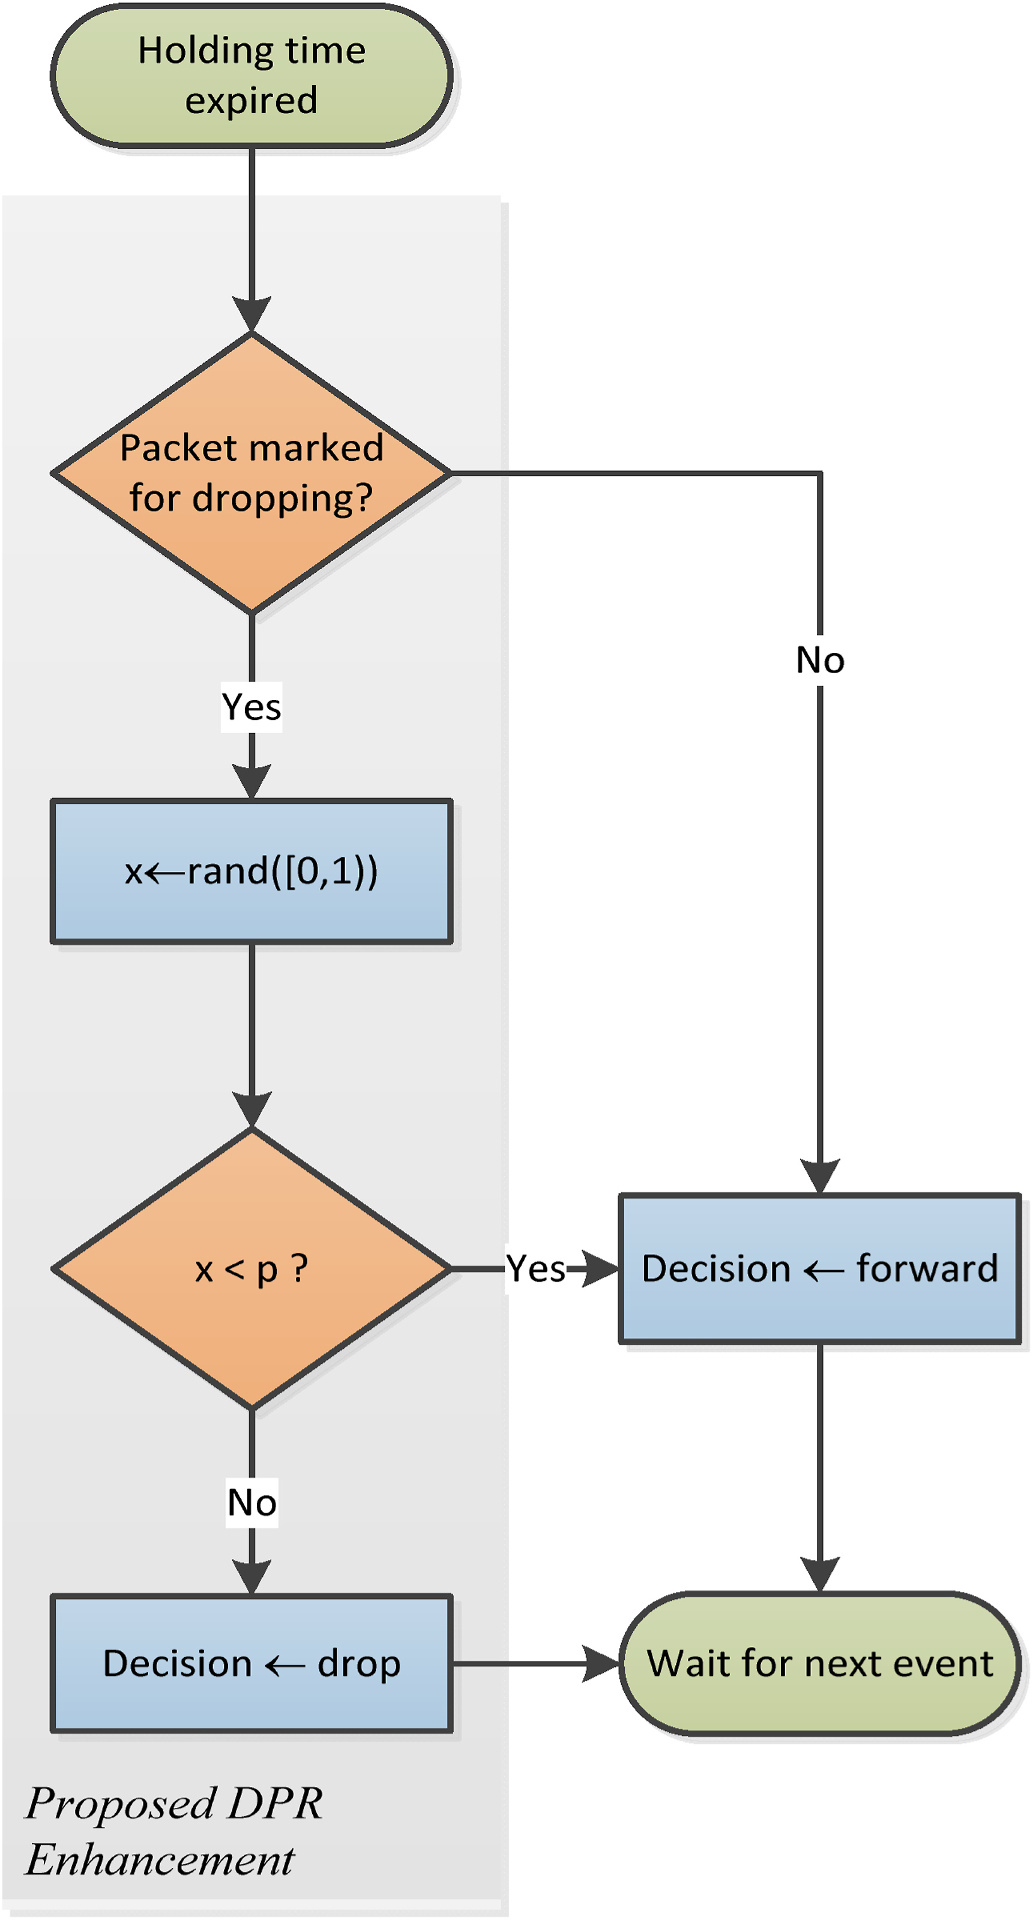 Holding time
expired
Packet marked
for dropping?
No
Yes
x←rand([0,1))
x < p ?
Yes
Decision ← forward
No
Decision ← drop
Wait for next event
Proposed DPR
Enhancement